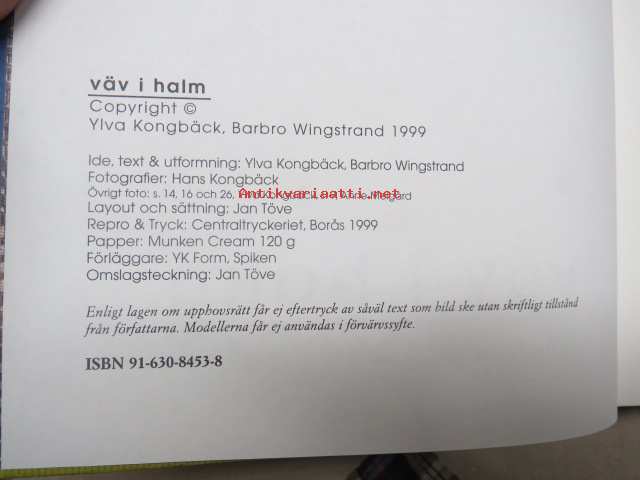 väv i halm
Copyright ©
Ylva Kongbäck, Barbro Wingstrand 1999
Ide, text & utformning: Ylva Kongbäck, Barbro Wingstrand
Fotografier: Hans Kongbäck
Antikvariaatti.net
Övrigt foto: s. 14, 16 och 26,
Layout och sättning: Jan Töve
Repro & Tryck: Centraltryckeriet, Borås 1999
Papper: Munken Cream 120 g
Förläggare: YK Form, Spiken
Omslagsteckning: Jan Töve
Enligt lagen om upphovsrätt får ej eftertryck av såväl text som bild ske utan skriftligt tillstånd
från författarna. Modellerna får ej användas i förvärvssyfte.
ISBN 91-630-8453-8